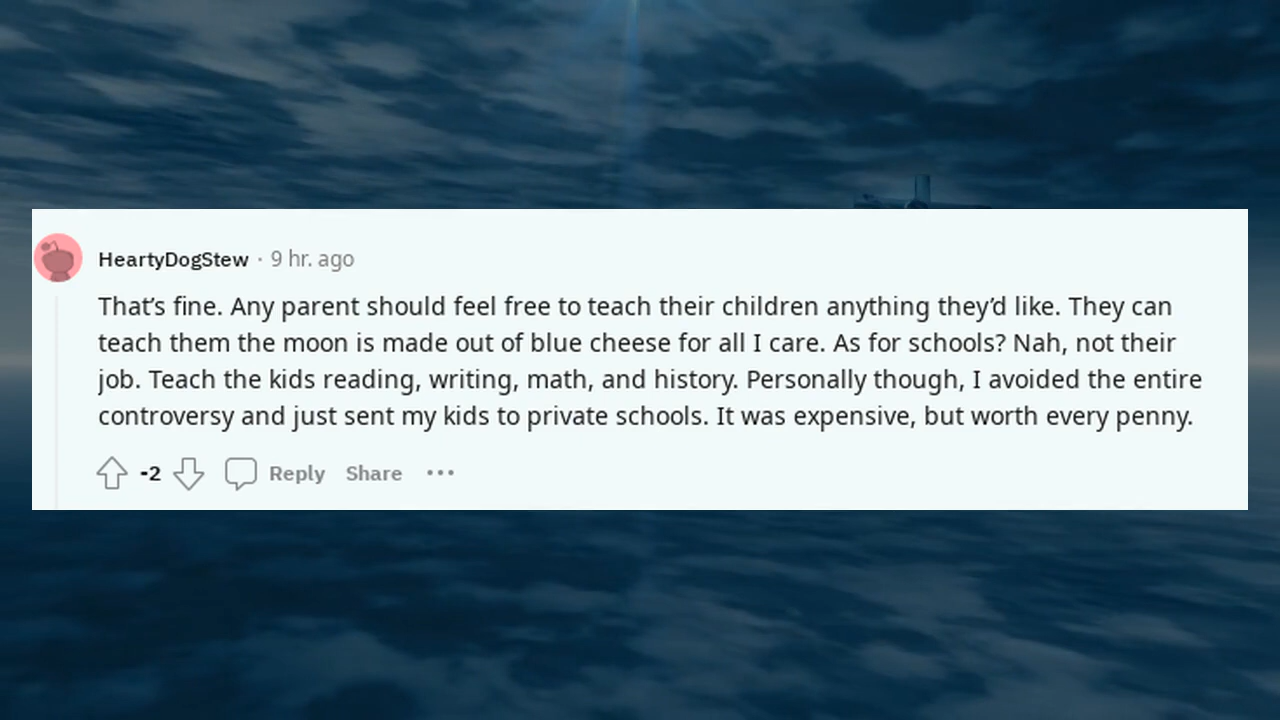 HeartyDogStew · 9 hr. ago
That’s fine. Any parent should feel free to teach their children anything they’d like. They can
teach them the moon is made out of blue cheese for all I care. As for schools? Nah, not their
job. Teach the kids reading, writing, math, and history. Personally though, I avoided the entire
controversy and just sent my kids to private schools. It was expensive, but worth every penny.
-2 Reply Share